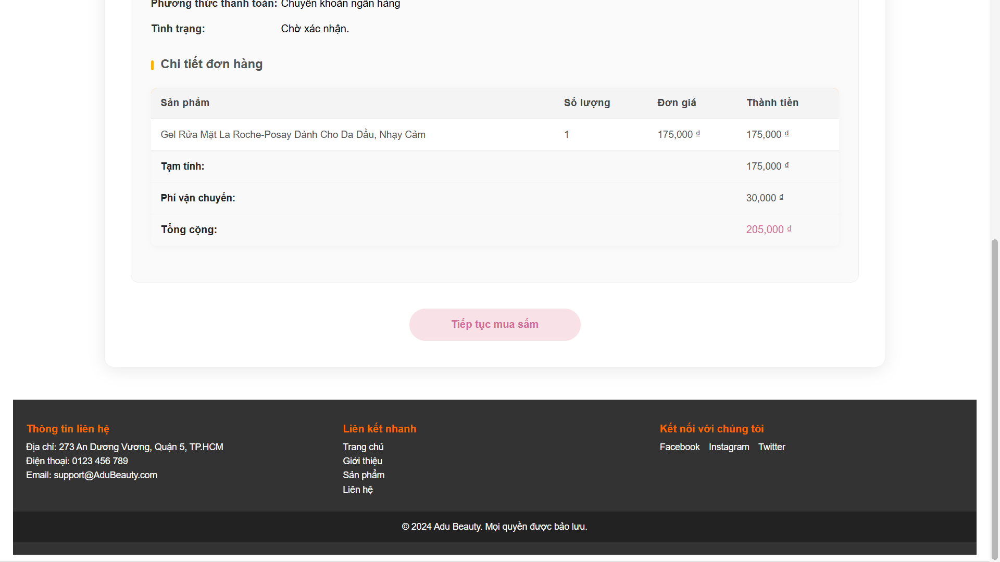 Phương thức thanh toán: Chuyển khoản ngân hàng
Tình trạng: Chờ xác nhận.
Chi tiết đơn hàng
Sản phẩm Số lượng Đơn giá Thành tiền
Gel Rửa Mặt La Roche-Posay Dành Cho Da Dầu, Nhạy Cảm 1 175,000 ₫ 175,000 ₫
Tạm tính: 175,000 ₫
Phí vận chuyển: 30,000 ₫
Tổng cộng: 205,000 ₫
Tiếp tục mua sắm
Thông tin liên hệ
Địa chỉ: 273 An Dương Vương, Quận 5, TP.HCM
Điện thoại: 0123 456 789
Email: support@AduBeauty.com
Liên kết nhanh
Trang chủ
Giới thiệu
Sản phẩm
Liên hệ
Kết nối với chúng tôi
Facebook Instagram Twitter
© 2024 Adu Beauty. Mọi quyền được bảo lưu.